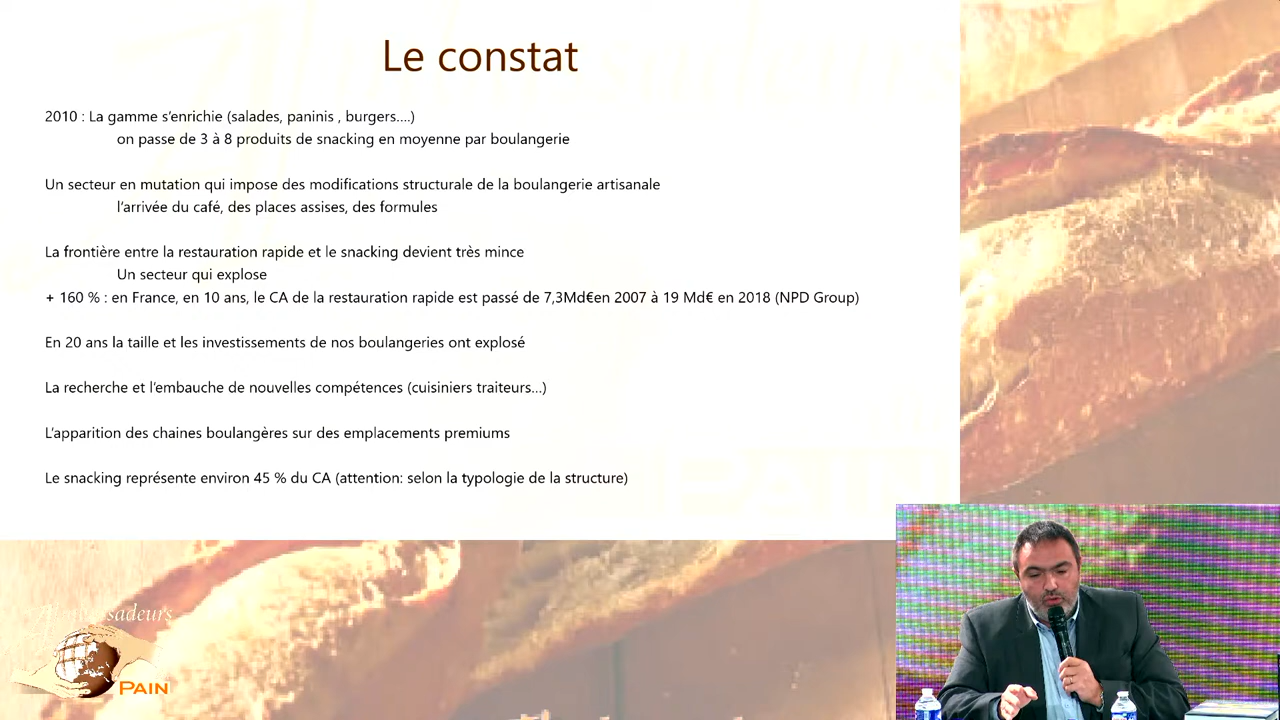 Le constat
2010 : La gamme s'enrichie (salades, paninis , burgers....)
on passe de 3 à 8 produits de snacking en moyenne par boulangerie
Un secteur en mutation qui impose des modifications structurale de la boulangerie artisanale
l'arrivée du café, des places assises, des formules
La frontière entre la restauration rapide et le snacking devient très mince
Un secteur qui explose
+ 160 % : en France, en 10 ans, le CA de la restauration rapide est passé de 7,3Md€en 2007 à 19 Md€ en 2018 (NPD Group)
En 20 ans la taille et les investissements de nos boulangeries ont explosé
La recherche et l'embauche de nouvelles compétences (cuisiniers traiteurs...)
L'apparition des chaines boulangères sur des emplacements premiums
Le snacking représente environ 45 % du CA (attention: selon la typologie de la structure)
PAIN